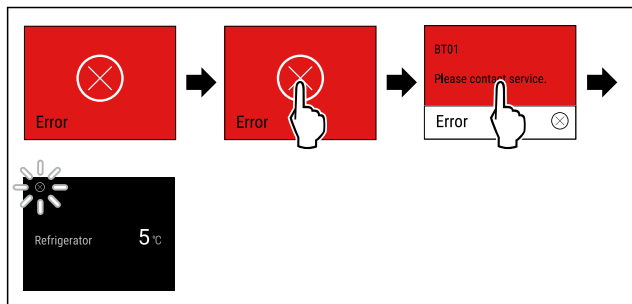 Error
Error
BT01
Please contact service.
Error
Refrigerator 5 °C